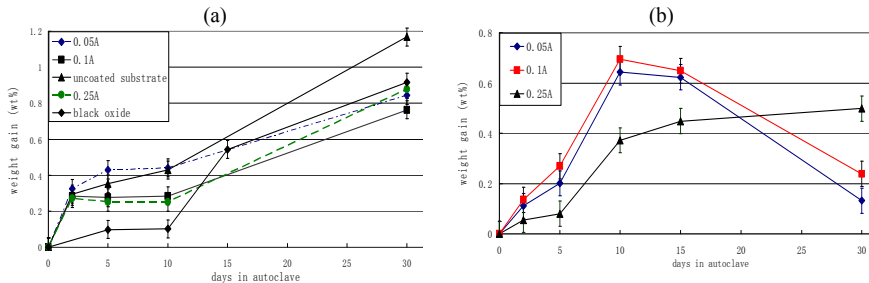 (a)
weight gain (wt%)
1.2
1
0.8
0.6
0.4
0.2
0
0.05A
0.1A
uncoated substrate
0.25A
black oxide
0 5 10 15 20 25 30
days in autoclave
(b)
weight gain (wt%)
0.8
0.6
0.4
0.2
0
0.05A
0.1A
0.25A
0 5 10 15 20 25 30
days in autoclave